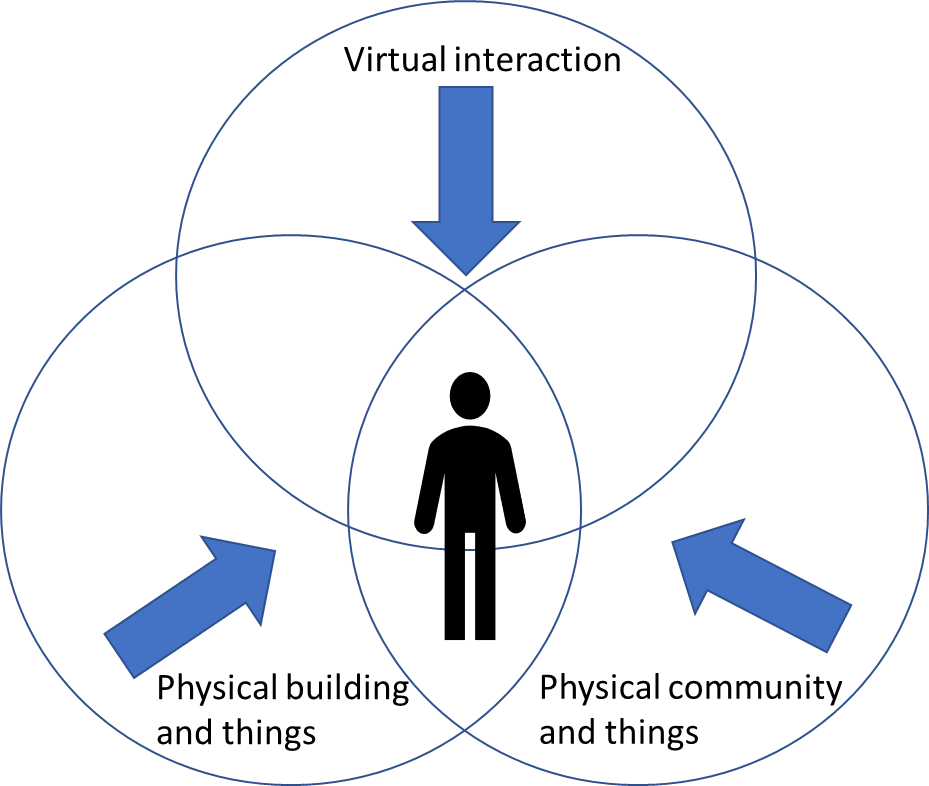 Virtual interaction
Physical building
and things
Physical community
and things